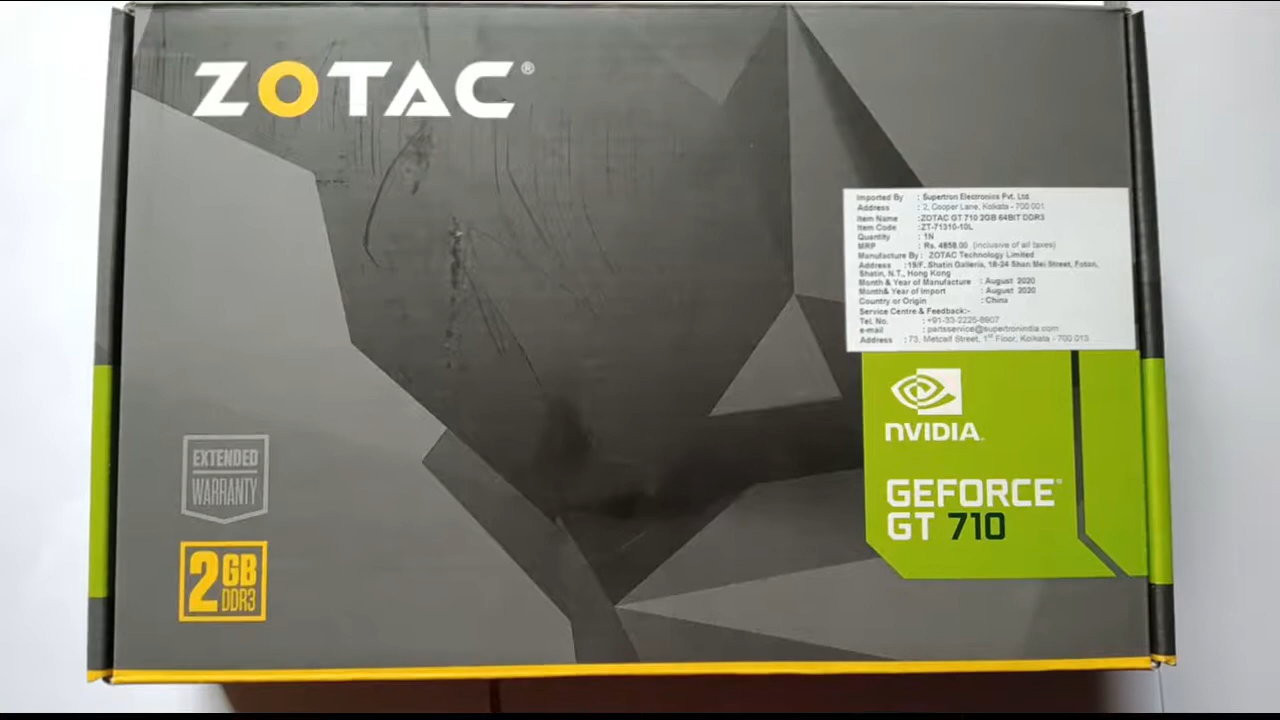 ZOTAC®
Imported By : Supertron Electronics Pvt. Ltd
Address : 2, Cooper Lane, Kolkata - 700 001
Item Name :ZOTAC GT 710 2GB 64BIT DDR3
Item Code :ZT-71310-10L
Quantity : 1N
MRP : Rs. 4858.00 (inclusive of all taxes)
Manufacture By : ZOTAC Technology Limited
Address :19/F, Shatin Galleria, 18-24 Shan Mei Street, Fotan,
Shatin, N.T., Hong Kong
Month & Year of Manufacture : August 2020
Month& Year of Import : August 2020
Country or Origin : China
Service Centre & Feedback:-
Tel. No. : +91-33-2225-8907
e-mail : partsservice@supertronindia.com
Address : 73, Metcalf Street, 1st Floor, Kolkata - 700 013
NVIDIA.
GEFORCE®
GT 710
EXTENDED
WARRANTY
2GB
DDR3